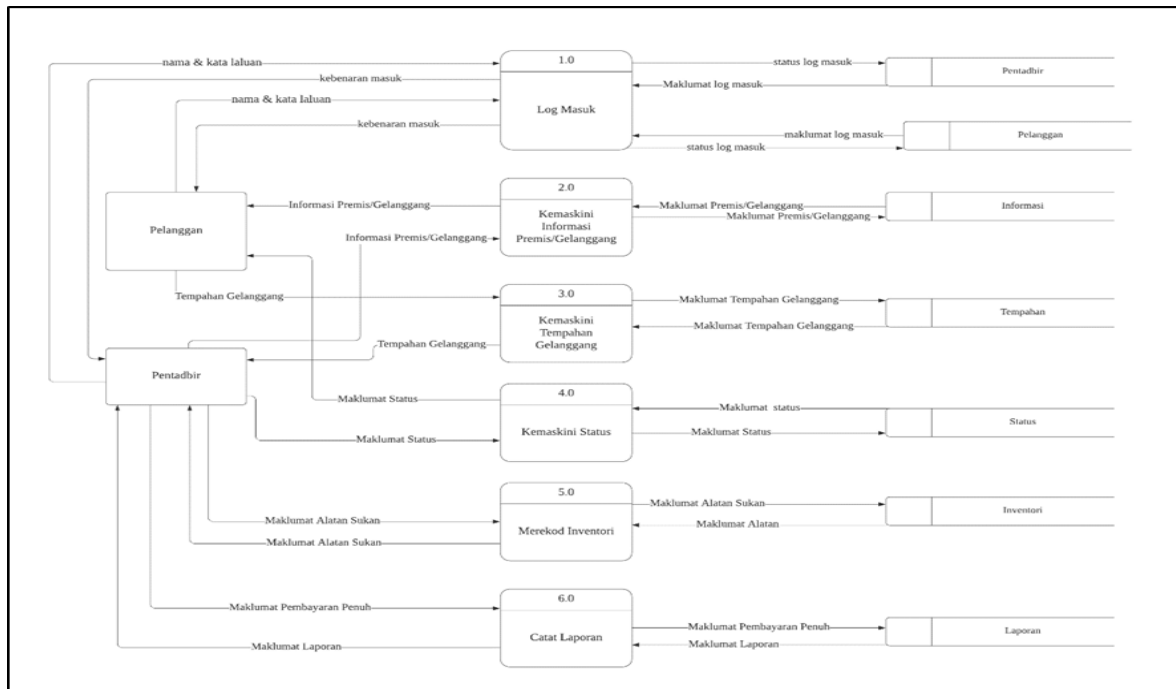 1.0
nama & kata laluan
status log masuk
Pentadbir
kebenaran masuk
Maklumat log masuk
nama & kata laluan
Log Masuk
kebenaran masuk
maklumat log masuk
Pelanggan
status log masuk
2.0
Informasi Premis/Gelanggang
Maklumat Premis/Gelanggang
Informasi
Kemaskini
Informasi
Premis/Gelanggang
Maklumat Premis/Gelanggang
Pelanggan
Informasi Premis/Gelanggang
3.0
Tempahan Gelanggang
Maklumat Tempahan Gelanggang
Tempahan
Kemaskini
Tempahan
Gelanggang
Maklumat Tempahan Gelanggang
Tempahan Gelanggang
Pentadbir
4.0
Maklumat Status
Maklumat status
Status
Kemaskini Status
Maklumat Status
Maklumat Status
5.0
Maklumat Alatan Sukan
Inventori
Maklumat Alatan Sukan
Merekod Inventori
Maklumat Alatan
Maklumat Alatan Sukan
6.0
Maklumat Pembayaran Penuh
Maklumat Pembayaran Penuh
Laporan
Catat Laporan
Maklumat Laporan
Maklumat Laporan